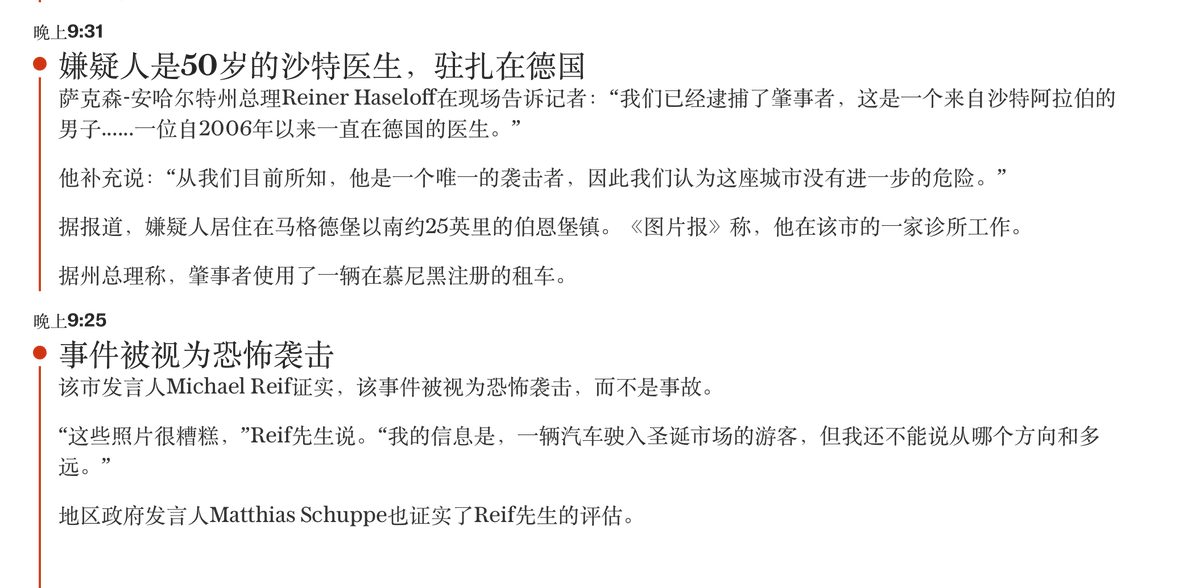 晚上9:31
嫌疑人是50岁的沙特医生，驻扎在德国
萨克森-安哈尔特州总理Reiner Haseloff在现场告诉记者：“我们已经逮捕了肇事者，这是一个来自沙特阿拉伯的
男子......一位自2006年以来一直在德国的医生。”
他补充说：“从我们目前所知，他是一个唯一的袭击者，因此我们认为这座城市没有进一步的危险。”
据报道，嫌疑人居住在马格德堡以南约25英里的伯恩堡镇。《图片报》称，他在该市的一家诊所工作。
据州总理称，肇事者使用了一辆在慕尼黑注册的租车。
晚上9:25
事件被视为恐怖袭击
该市发言人Michael Reif证实，该事件被视为恐怖袭击，而不是事故。
“这些照片很糟糕，”Reif先生说。“我的信息是，一辆汽车驶入圣诞市场的游客，但我还不能说从哪个方向和多
远。”
地区政府发言人Matthias Schuppe也证实了Reif先生的评估。